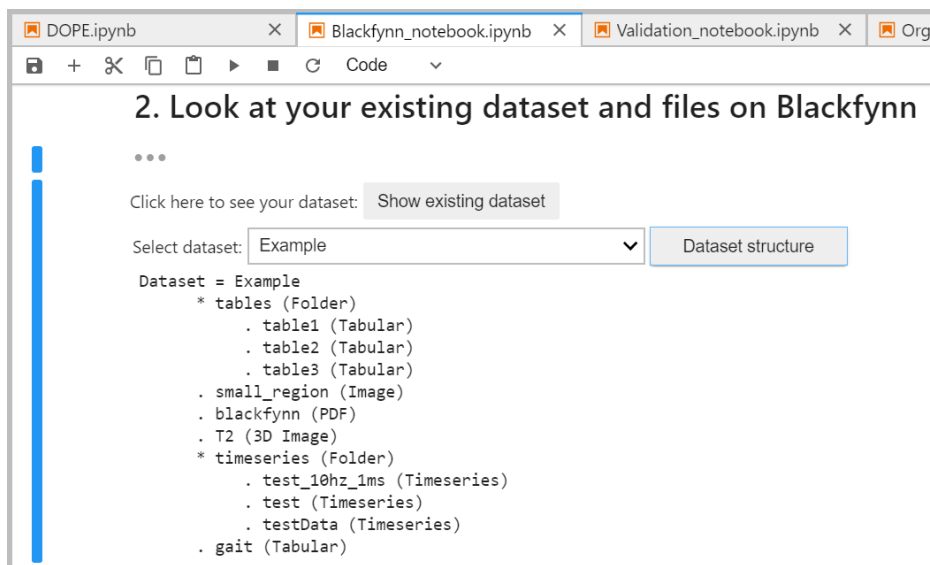 DOPE.ipynb Blackfynn_notebook.ipynb Validation_notebook.ipynb Org
Code
2. Look at your existing dataset and files on Blackfynn
Click here to see your dataset: Show existing dataset
Select dataset: Example Dataset structure
Dataset = Example
* tables (Folder)
. table1 (Tabular)
. table2 (Tabular)
. table3 (Tabular)
. small_region (Image)
. blackfynn (PDF)
. T2 (3D Image)
* timeseries (Folder)
. test_10hz_1ms (Timeseries)
. test (Timeseries)
. testData (Timeseries)
. gait (Tabular)